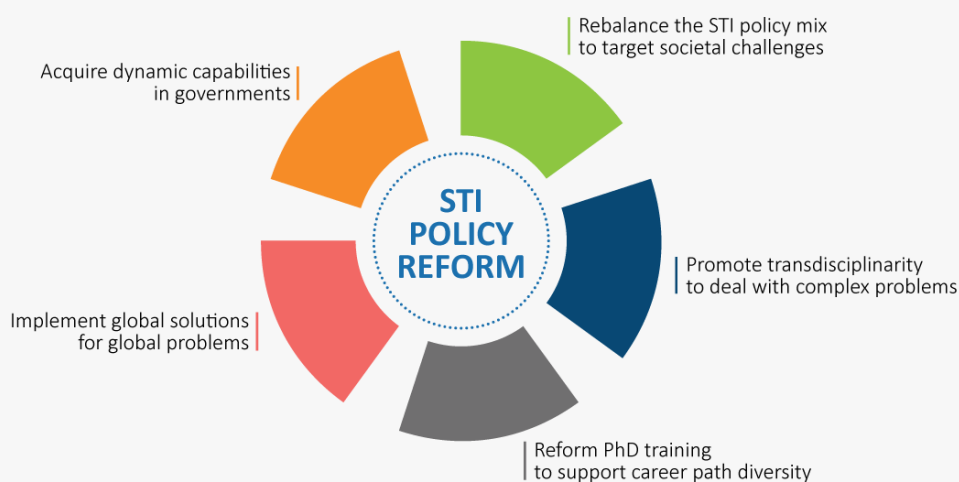 Rebalance the STI policy mix
to target societal challenges
Acquire dynamic capabilities
in governments
STI
POLICY
REFORM
Promote transdisciplinarity
to deal with complex problems
Implement global solutions
for global problems
Reform PhD training
to support career path diversity